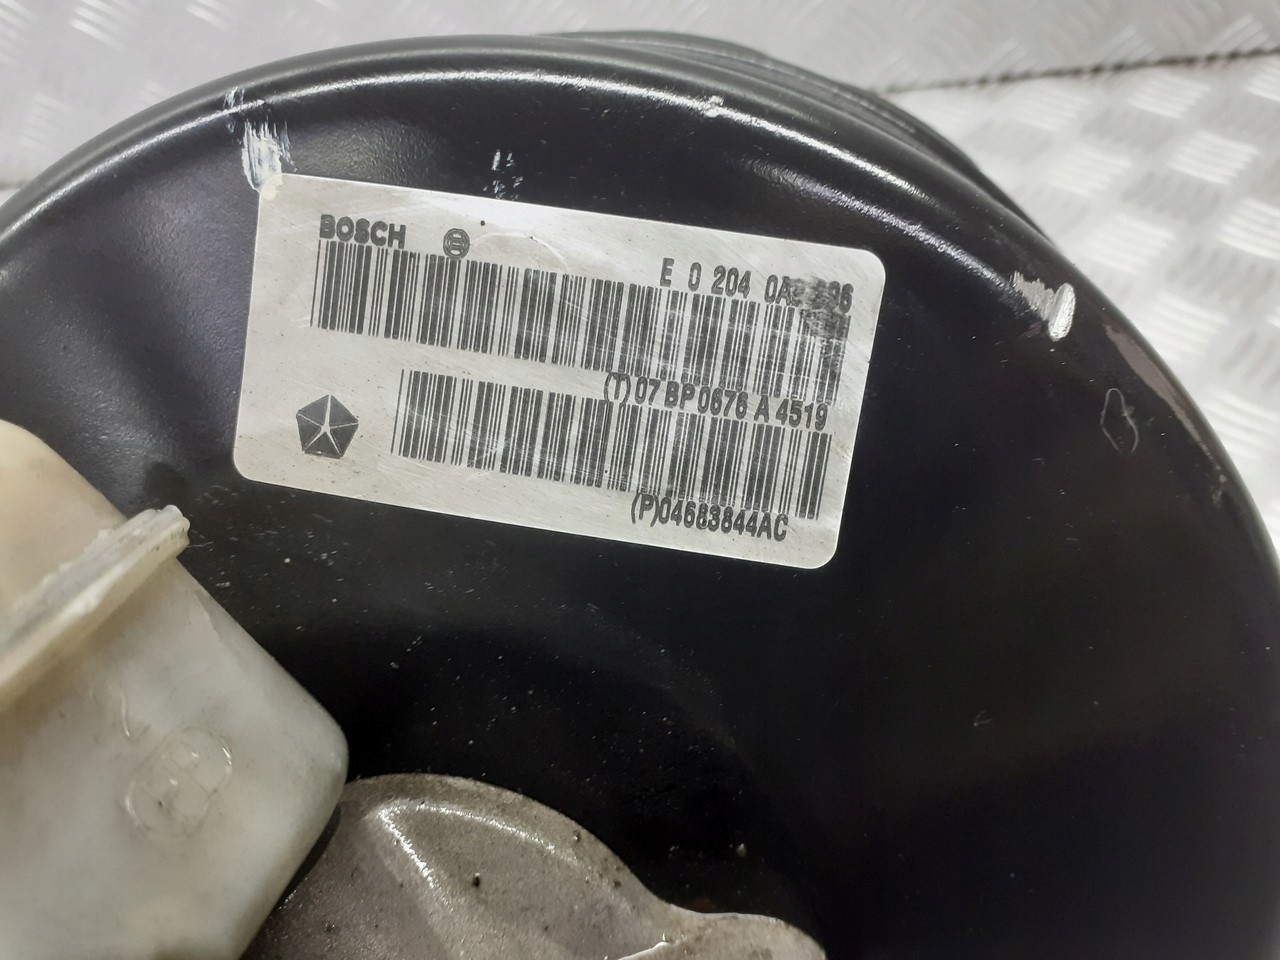 BOSCH
E 0 204
(T) 07 BP 0676 A 4519
(P)04683844AC